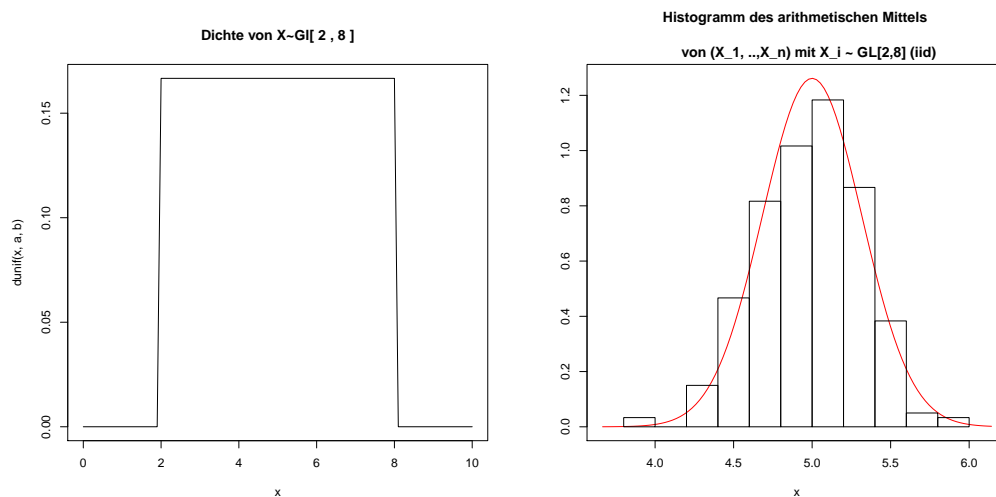 Dichte von X~Gl[ 2 , 8 ]
dunif(x, a, b)
0.15
0.10
0.05
0.00
0 2 4 6 8 10
x
Histogramm des arithmetischen Mittels
von (X_1, ..,X_n) mit X_i ~ GL[2,8] (iid)
1.2
1.0
0.8
0.6
0.4
0.2
0.0
4.0 4.5 5.0 5.5 6.0
x